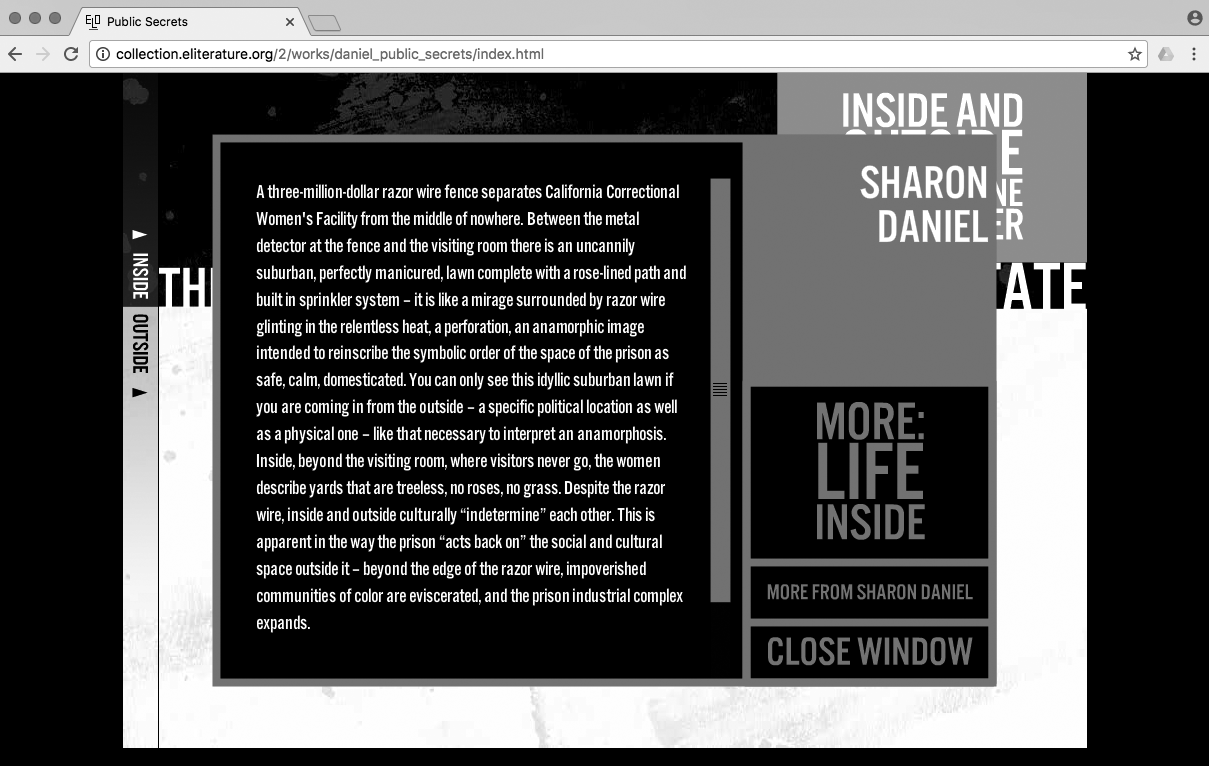 ELO Public Secrets
collection.eliterature.org/2/works/daniel_public_secrets/index.html
INSIDE AND
SHARON
DANIEL
A three-million-dollar razor wire fence separates California Correctional
Women's Facility from the middle of nowhere. Between the metal
detector at the fence and the visiting room there is an uncannily
suburban, perfectly manicured, lawn complete with a rose-lined path and
built in sprinkler system – it is like a mirage surrounded by razor wire
glinting in the relentless heat, a perforation, an anamorphic image
intended to reinscribe the symbolic order of the space of the prison as
safe, calm, domesticated. You can only see this idyllic suburban lawn if
you are coming in from the outside – a specific political location as well
as a physical one – like that necessary to interpret an anamorphosis.
Inside, beyond the visiting room, where visitors never go, the women
describe yards that are treeless, no roses, no grass. Despite the razor
wire, inside and outside culturally “indetermine” each other. This is
apparent in the way the prison “acts back on” the social and cultural
space outside it – beyond the edge of the razor wire, impoverished
communities of color are eviscerated, and the prison industrial complex
expands.
INSIDE
OUTSIDE
MORE:
LIFE
INSIDE
MORE FROM SHARON DANIEL
CLOSE WINDOW